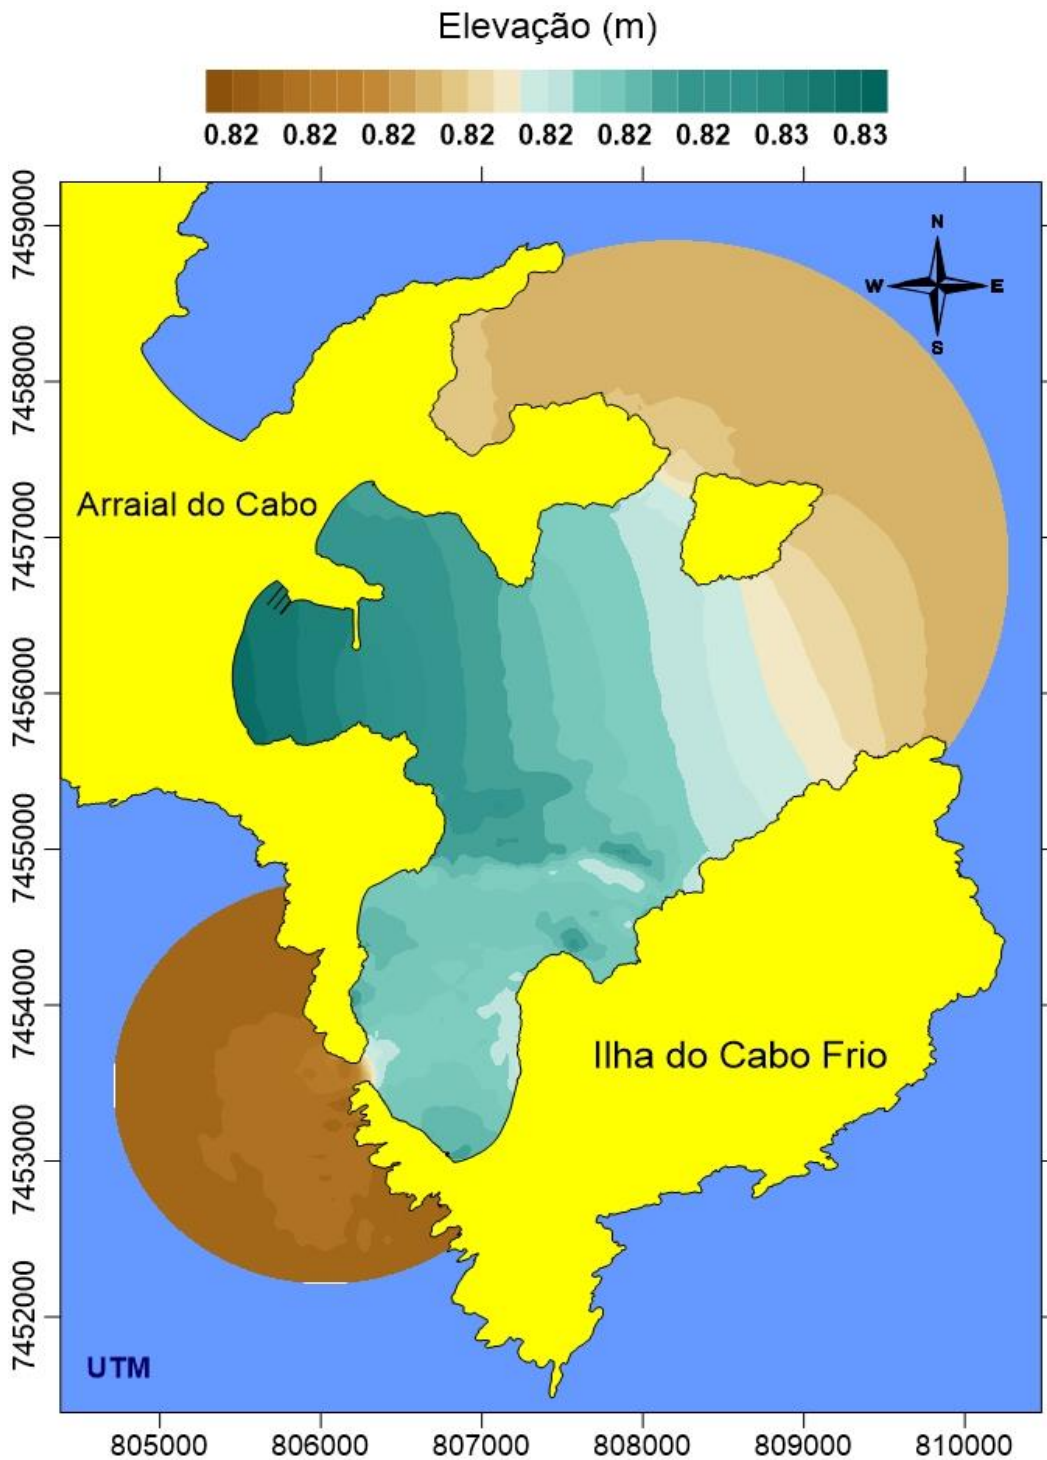 Elevação (m)
0.82 0.82 0.82 0.82 0.82 0.82 0.82 0.83 0.83
7459000
N
W E
S
7458000
Arraial do Cabo
7457000
7456000
7455000
7454000
Ilha do Cabo Frio
7453000
7452000
UTM
805000 806000 807000 808000 809000 810000